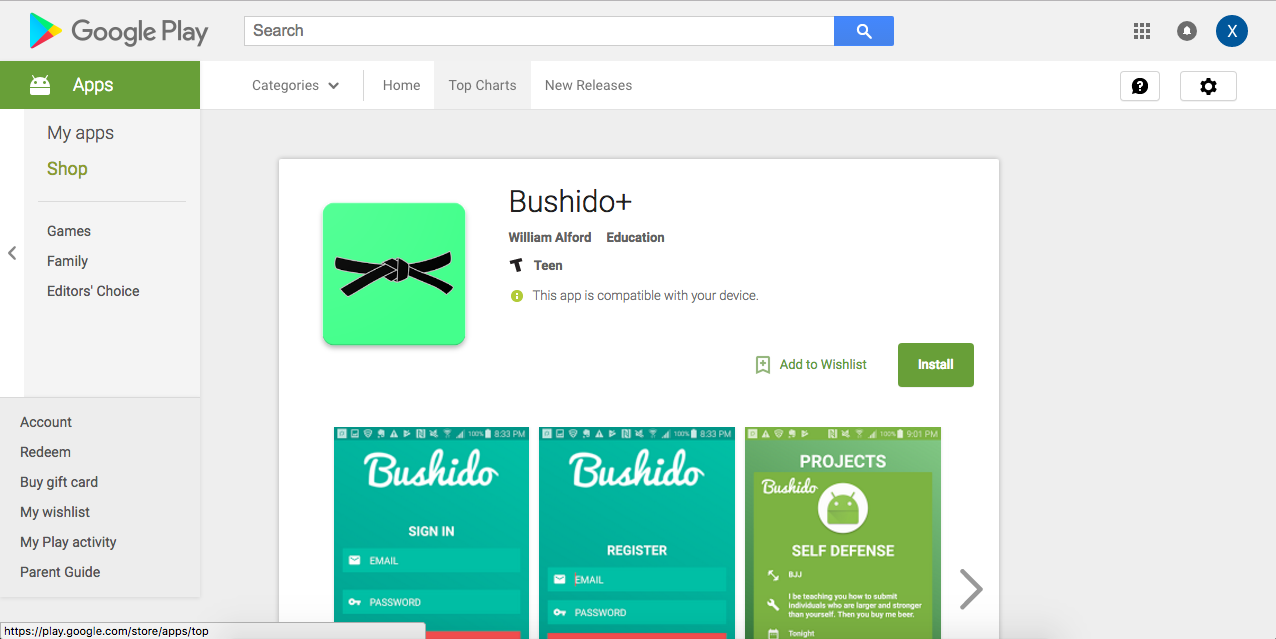 Google Play
Search
X
Apps
Categories
Home
Top Charts
New Releases
My apps
Shop
Games
Family
Editors' Choice
Account
Redeem
Buy gift card
My wishlist
My Play activity
Parent Guide
Bushido+
William Alford Education
T Teen
This app is compatible with your device.
Add to Wishlist
Install
100% 8:33 PM
Bushido
SIGN IN
EMAIL
PASSWORD
100% 8:33 PM
Bushido
REGISTER
EMAIL
PASSWORD
100% 9:01 PM
PROJECTS
Bushido
SELF DEFENSE
BJJ
I be teaching you how to submit
individuals who are larger and stronger
than yourself. Then you buy me beer.
Tonight
https://play.google.com/store/apps/top